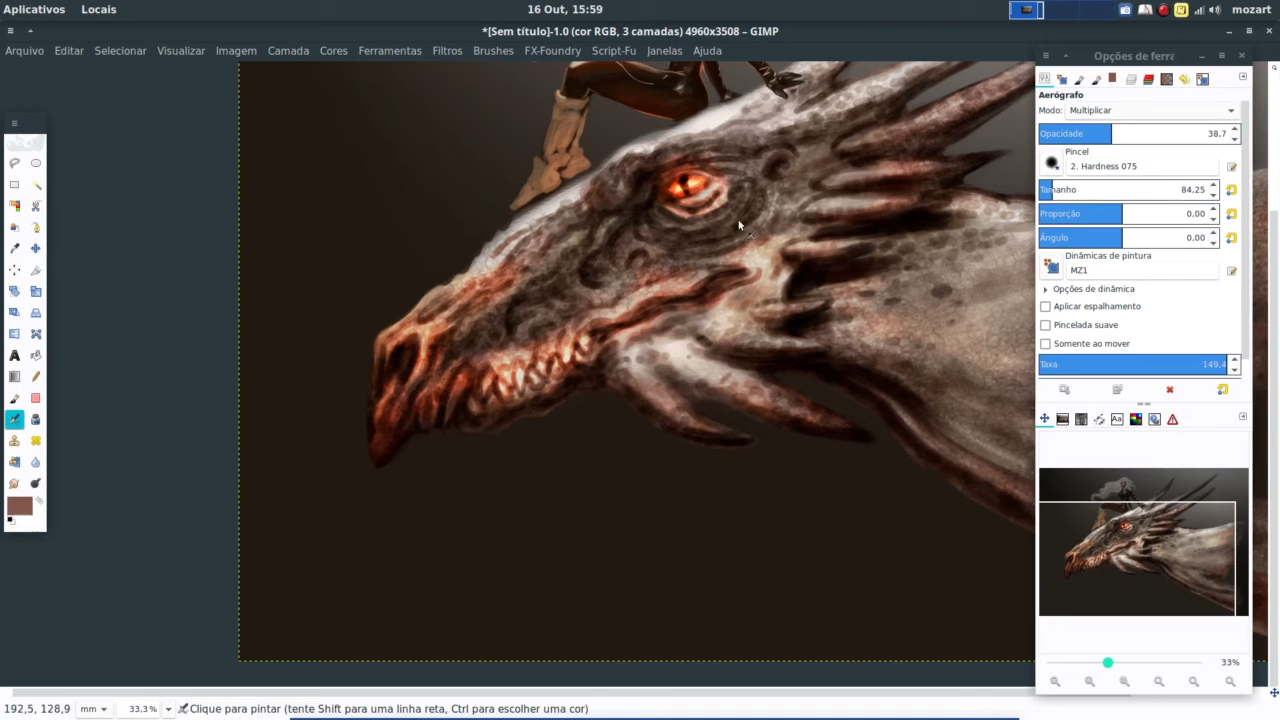 Aplicativos Locais 16 Out, 15:59 mozart
*[Sem título]-1.0 (cor RGB, 3 camadas) 4960x3508 – GIMP
Arquivo Editar Selecionar Visualizar Imagem Camada Cores Ferramentas Filtros Brushes FX-Foundry Script-Fu Janelas Ajuda
Opções de ferra
Aerógrafo
Modo: Multiplicar
Opacidade 38,7
Pincel
2. Hardness 075
Tamanho 84,25
Proporção 0,00
Ângulo 0,00
Dinâmicas de pintura
MZ1
Opções de dinâmica
Aplicar espalhamento
Pincelada suave
Somente ao mover
Taxa 149,4
Aa
33%
192,5, 128,9 mm 33,3 % Clique para pintar (tente Shift para uma linha reta, Ctrl para escolher uma cor)